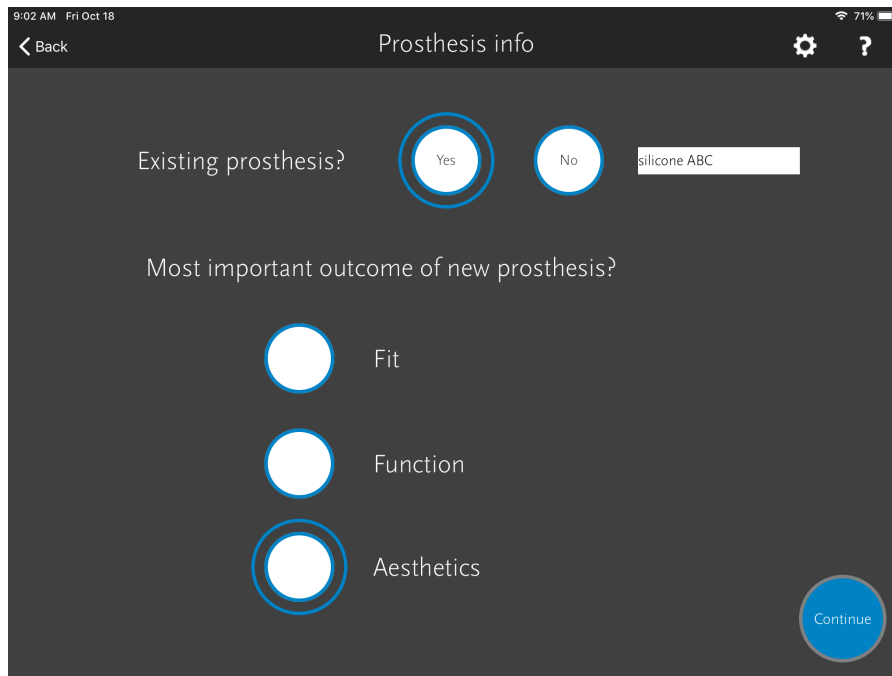 9:02 AM Fri Oct 18 71%
Back Prosthesis info ?
Existing prosthesis? Yes No silicone ABC
Most important outcome of new prosthesis?
Fit
Function
Aesthetics
Continue